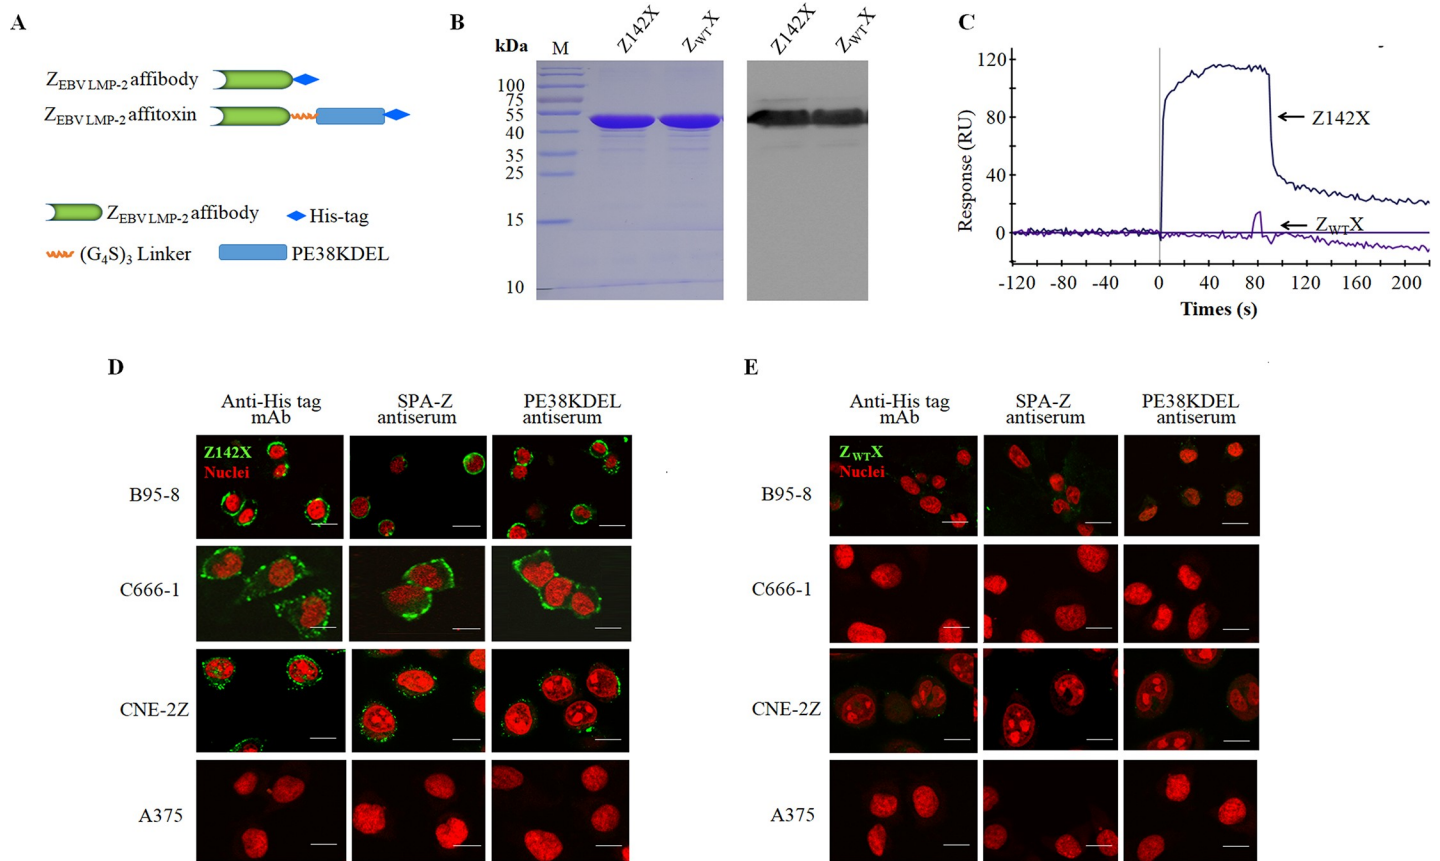 A
Z_EBV LMP-2 affibody
Z_EBV LMP-2 affitoxin
Z_EBV LMP-2 affibody
His-tag
(G4S)3 Linker
PE38KDEL
B
kDa
M
Z142X
Z_WT-X
Z142X
Z_WT-X
100
75
55
40
35
25
15
10
C
Response (RU)
120
80
40
0
Z142X
Z_WTX
-120
-80
-40
0
40
80
120
160
200
Times (s)
D
Anti-His tag
mAb
SPA-Z
antiserum
PE38KDEL
antiserum
Z142X
Nuclei
B95-8
C666-1
CNE-2Z
A375
E
Anti-His tag
mAb
SPA-Z
antiserum
PE38KDEL
antiserum
Z_WTX
Nuclei
B95-8
C666-1
CNE-2Z
A375